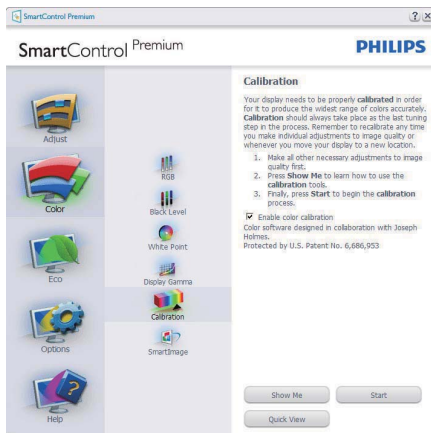 SmartControl Premium
? X
SmartControl Premium
PHILIPS
Adjust
Color
Eco
Options
Help
RGB
Black Level
White Point
Display Gamma
Calibration
SmartImage
Calibration
Your display needs to be properly calibrated in order
for it to produce the widest range of colors accurately.
Calibration should always take place as the last tuning
step in the process. Remember to recalibrate any time
you make individual adjustments to image quality or
whenever you move your display to a new location.
1. Make all other necessary adjustments to image
quality first.
2. Press Show Me to learn how to use the
calibration tools.
3. Finally, press Start to begin the calibration
process.
Enable color calibration
Color software designed in collaboration with Joseph
Holmes.
Protected by U.S. Patent No. 6,686,953
Show Me
Start
Quick View